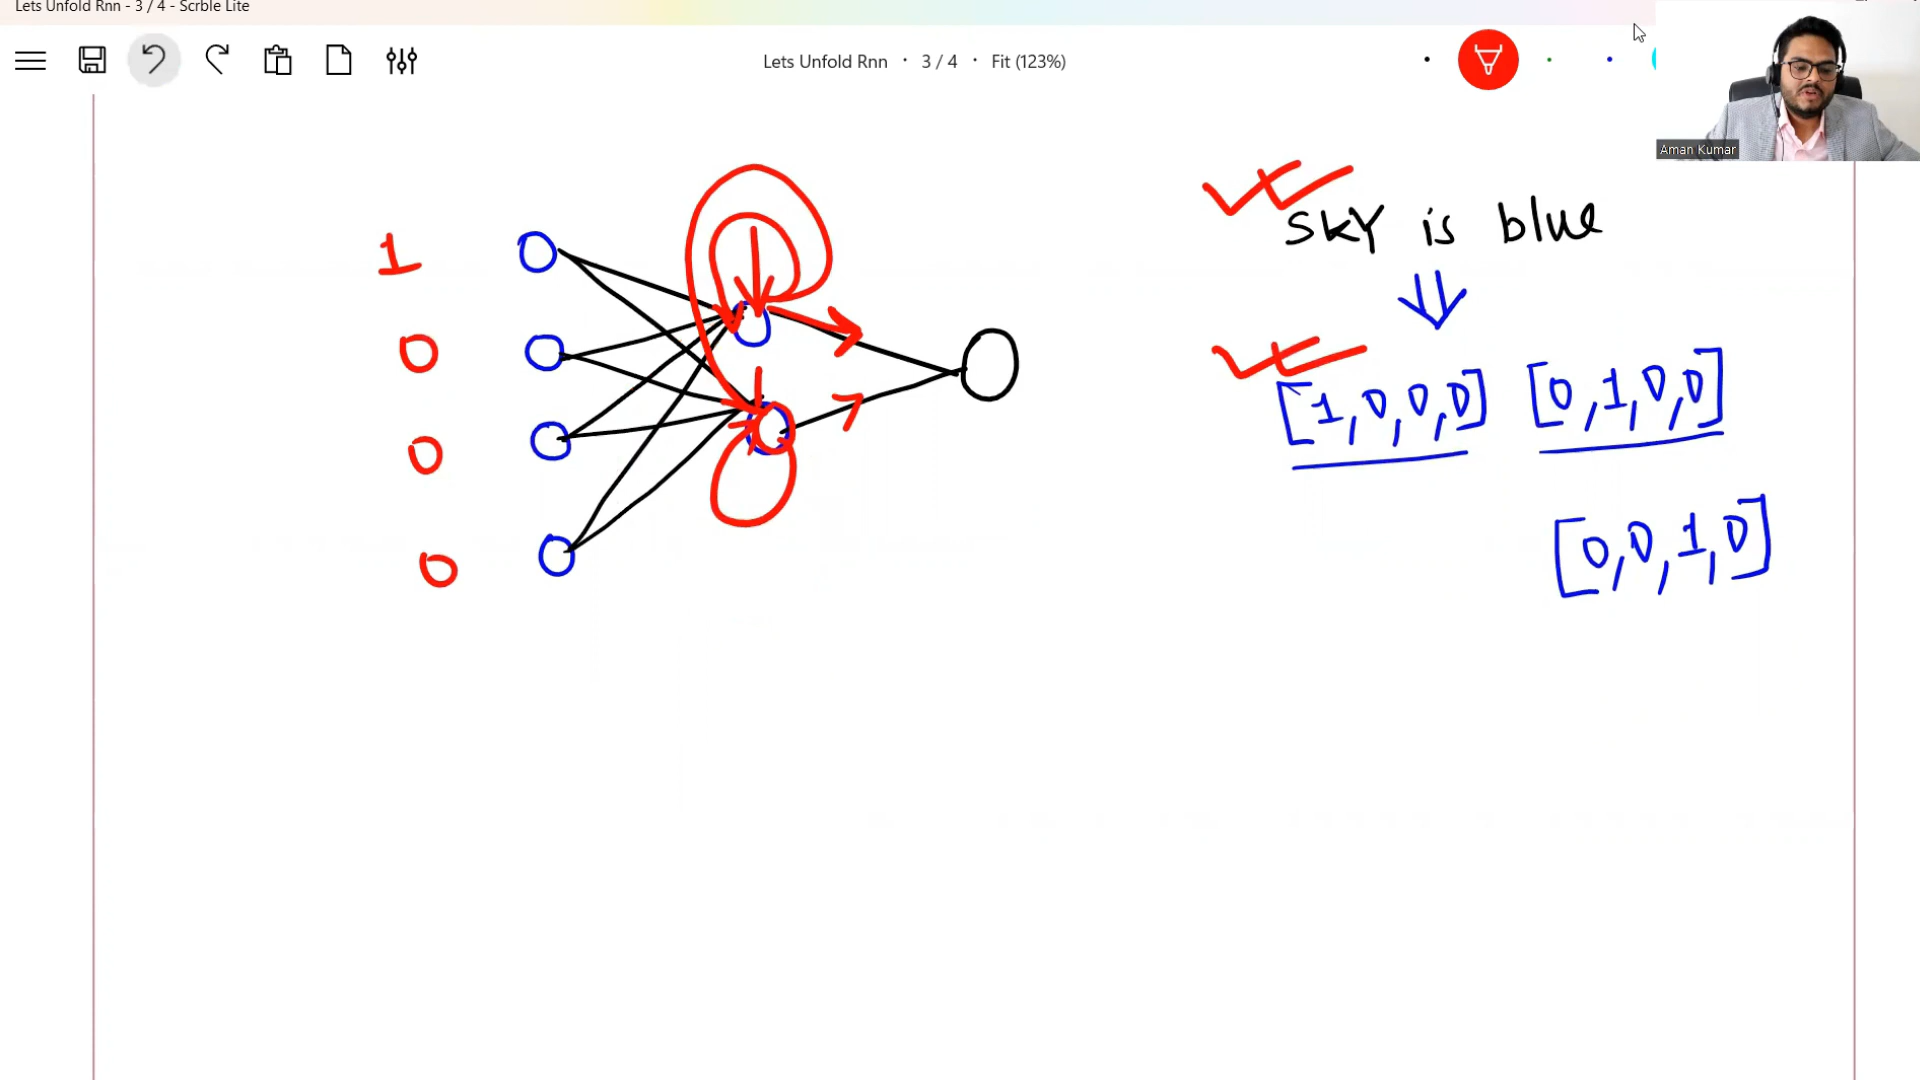 Lets Unfold Rnn - 3 / 4 - Scrble Lite
Lets Unfold Rnn · 3 / 4 · Fit (123%)
Aman Kumar
SKY is blue
1
0
0
0
[1,0,0,0] [0,1,0,0]
[0,0,1,0]